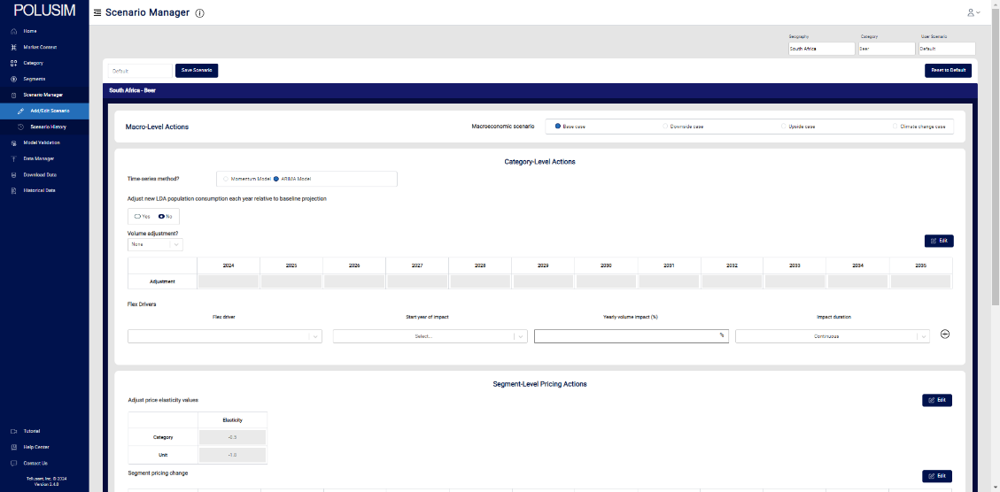 POLUSIM
Scenario Manager
Home
Market Context
Category
Segments
Scenario Manager
Add/Edit Scenario
Scenario History
Model Validation
Data Manager
Download Data
Historical Data
Tutorial
Help Center
Contact Us
Tellusant, Inc. © 2024
Version 2.4.0
Geography
Category
User Scenario
South Africa
Beer
Default
Default
Save Scenario
Reset to Default
South Africa - Beer
Macro-Level Actions
Macroeconomic scenario
Base case
Downside case
Upside case
Climate change case
Category-Level Actions
Time-series method?
Momentum Model
ARIMA Model
Adjust new LDA population consumption each year relative to baseline projection
Yes
No
Volume adjustment?
None
Edit
2024 2025 2026 2027 2028 2029 2030 2031 2032 2033 2034 2035
Adjustment
Flex Drivers
Flex driver
Start year of impact
Yearly volume impact (%)
Impact duration
Select...
%
Continuous
Segment-Level Pricing Actions
Adjust price elasticity values
Edit
Elasticity
Category -0.5
Unit -1.0
Segment pricing change
Edit